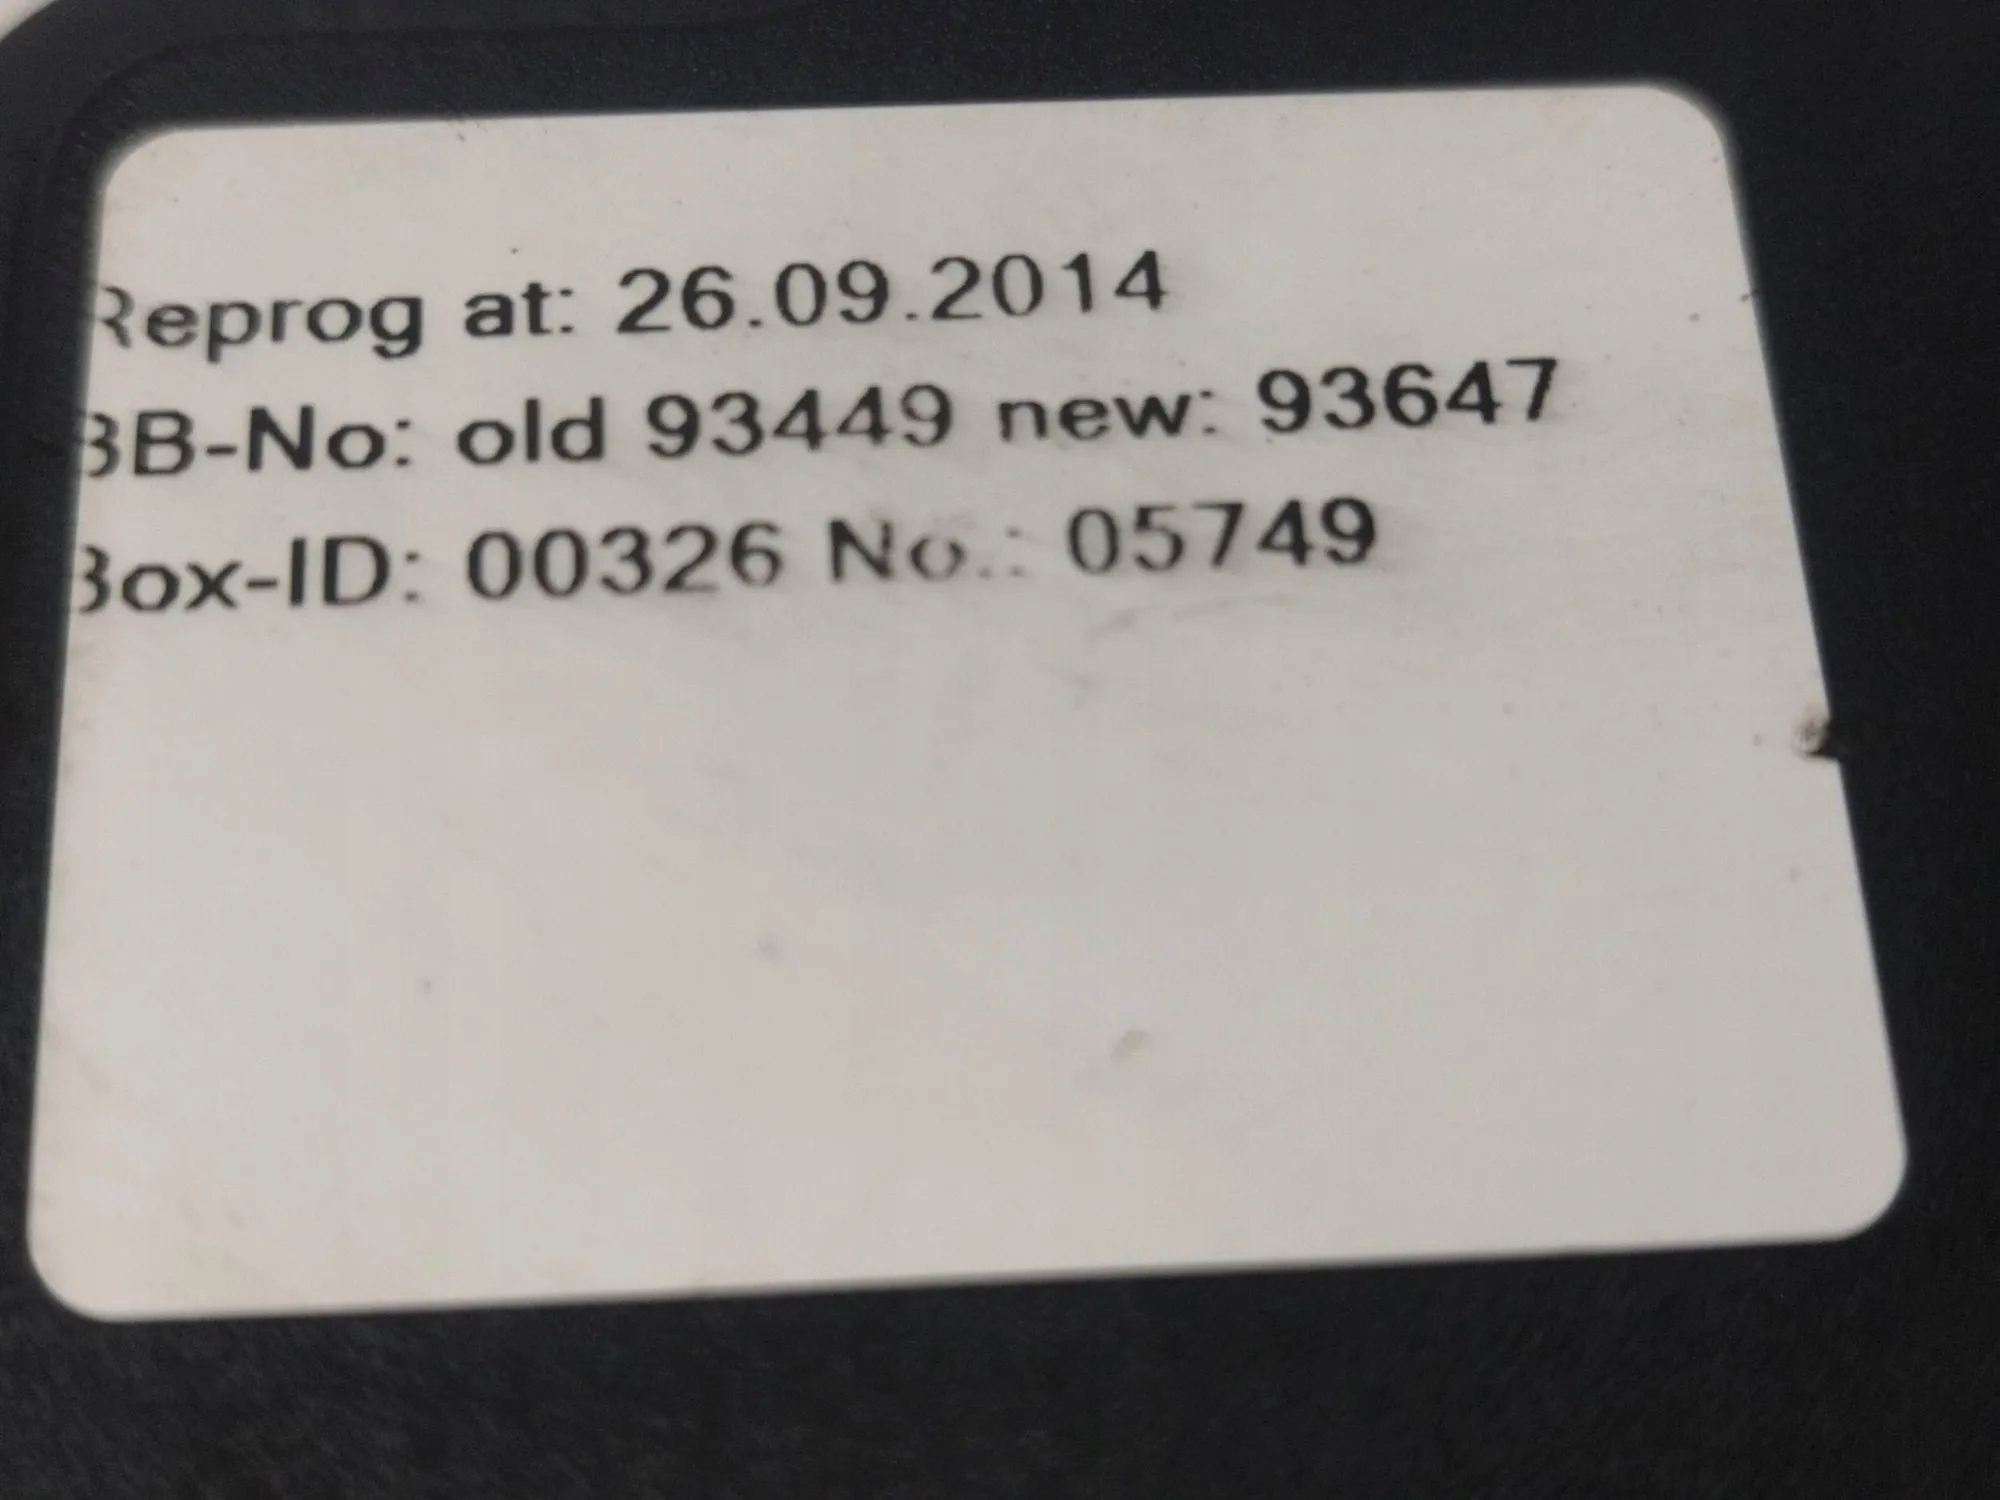 Reprog at: 26.09.2014
BB-No: old 93449 new: 93647
Box-ID: 00326 No.: 05749